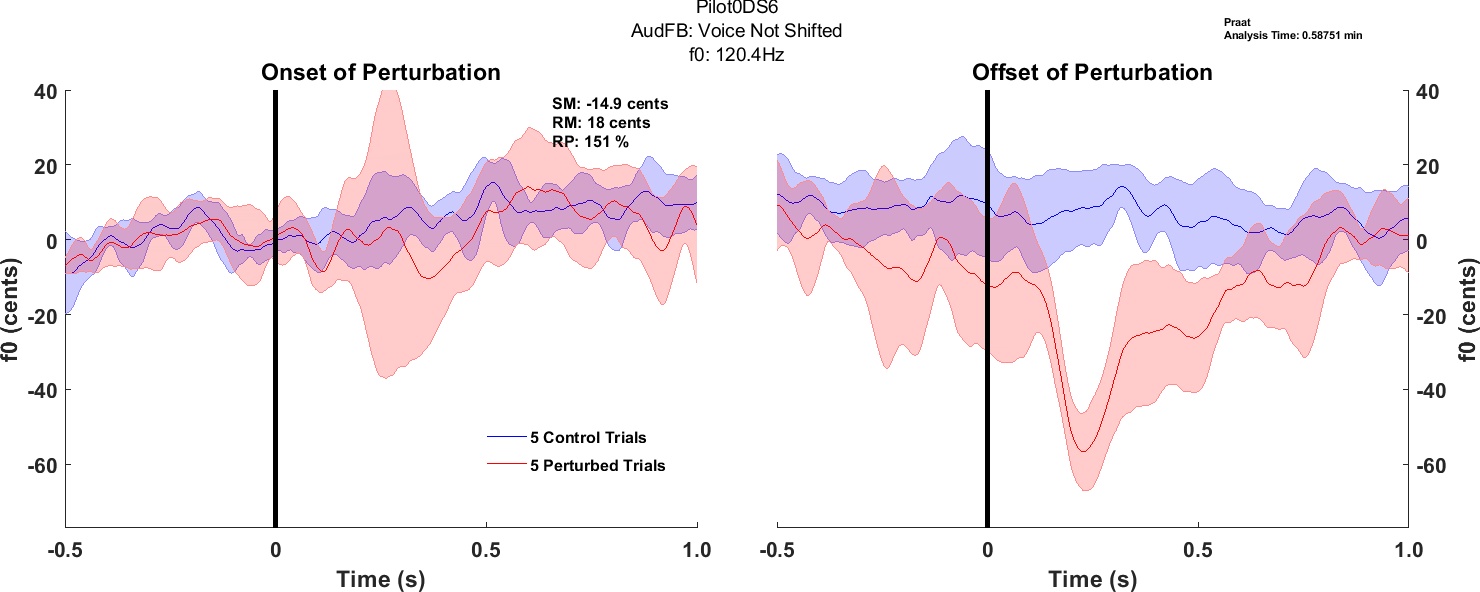 Pilot0DS6
AudFB: Voice Not Shifted
f0: 120.4Hz
Praat
Analysis Time: 0.58751 min
Onset of Perturbation
SM: -14.9 cents
RM: 18 cents
RP: 151 %
40
20
0
-20
-40
-60
f0 (cents)
5 Control Trials
5 Perturbed Trials
-0.5
0
0.5
1.0
Time (s)
Offset of Perturbation
40
20
0
-20
-40
-60
f0 (cents)
-0.5
0
0.5
1.0
Time (s)